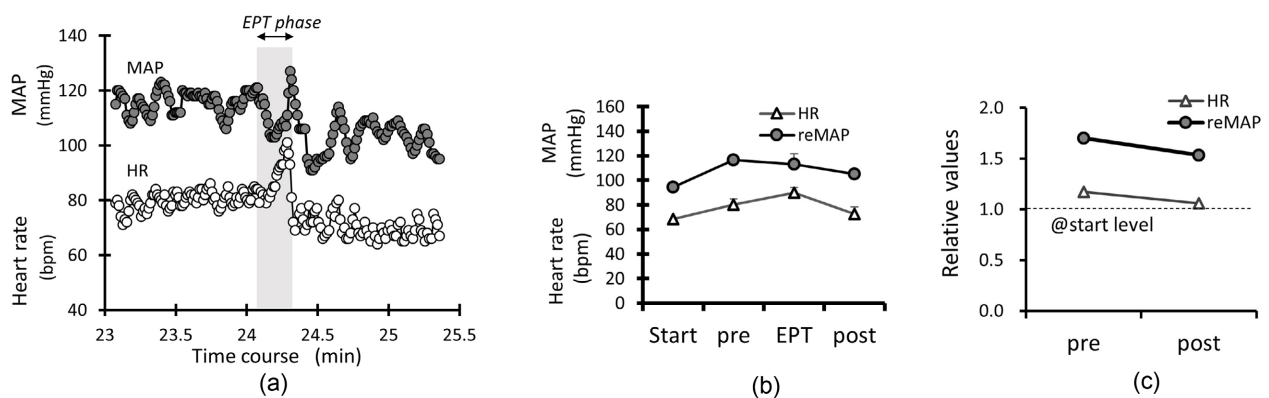 EPT phase
MAP
(mmHg)
Heart rate
(bpm)
140
120
100
80
60
40
MAP
HR
23
23.5
24
24.5
25
25.5
Time course (min)
(a)
MAP
(mmHg)
Heart rate
(bpm)
160
140
120
100
80
60
40
20
0
HR
reMAP
Start
pre
EPT
post
(b)
Relative values
2.0
1.5
1.0
0.5
0.0
HR
reMAP
@start level
pre
post
(c)